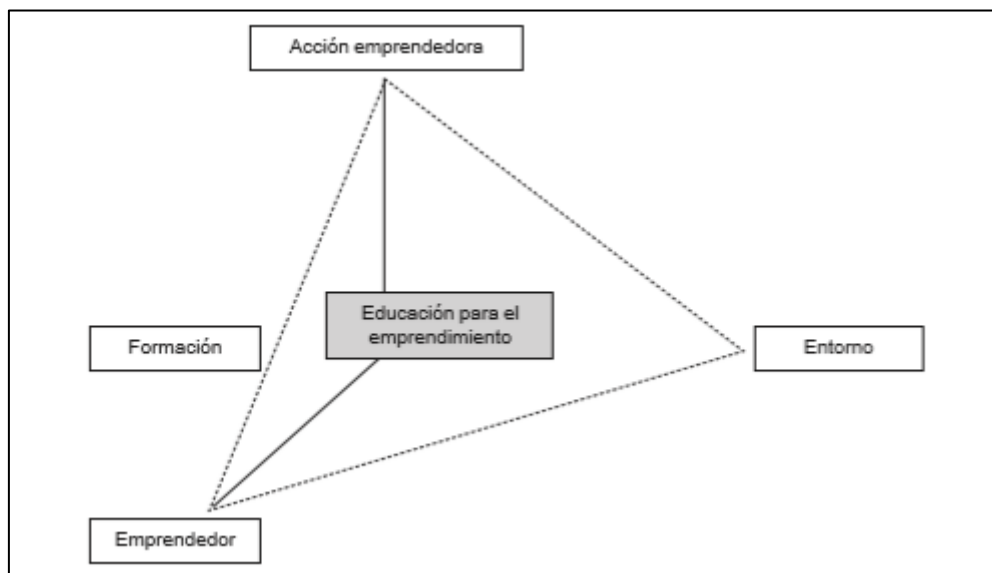 Acción emprendedora
Educación para el
emprendimiento
Formación
Entorno
Emprendedor